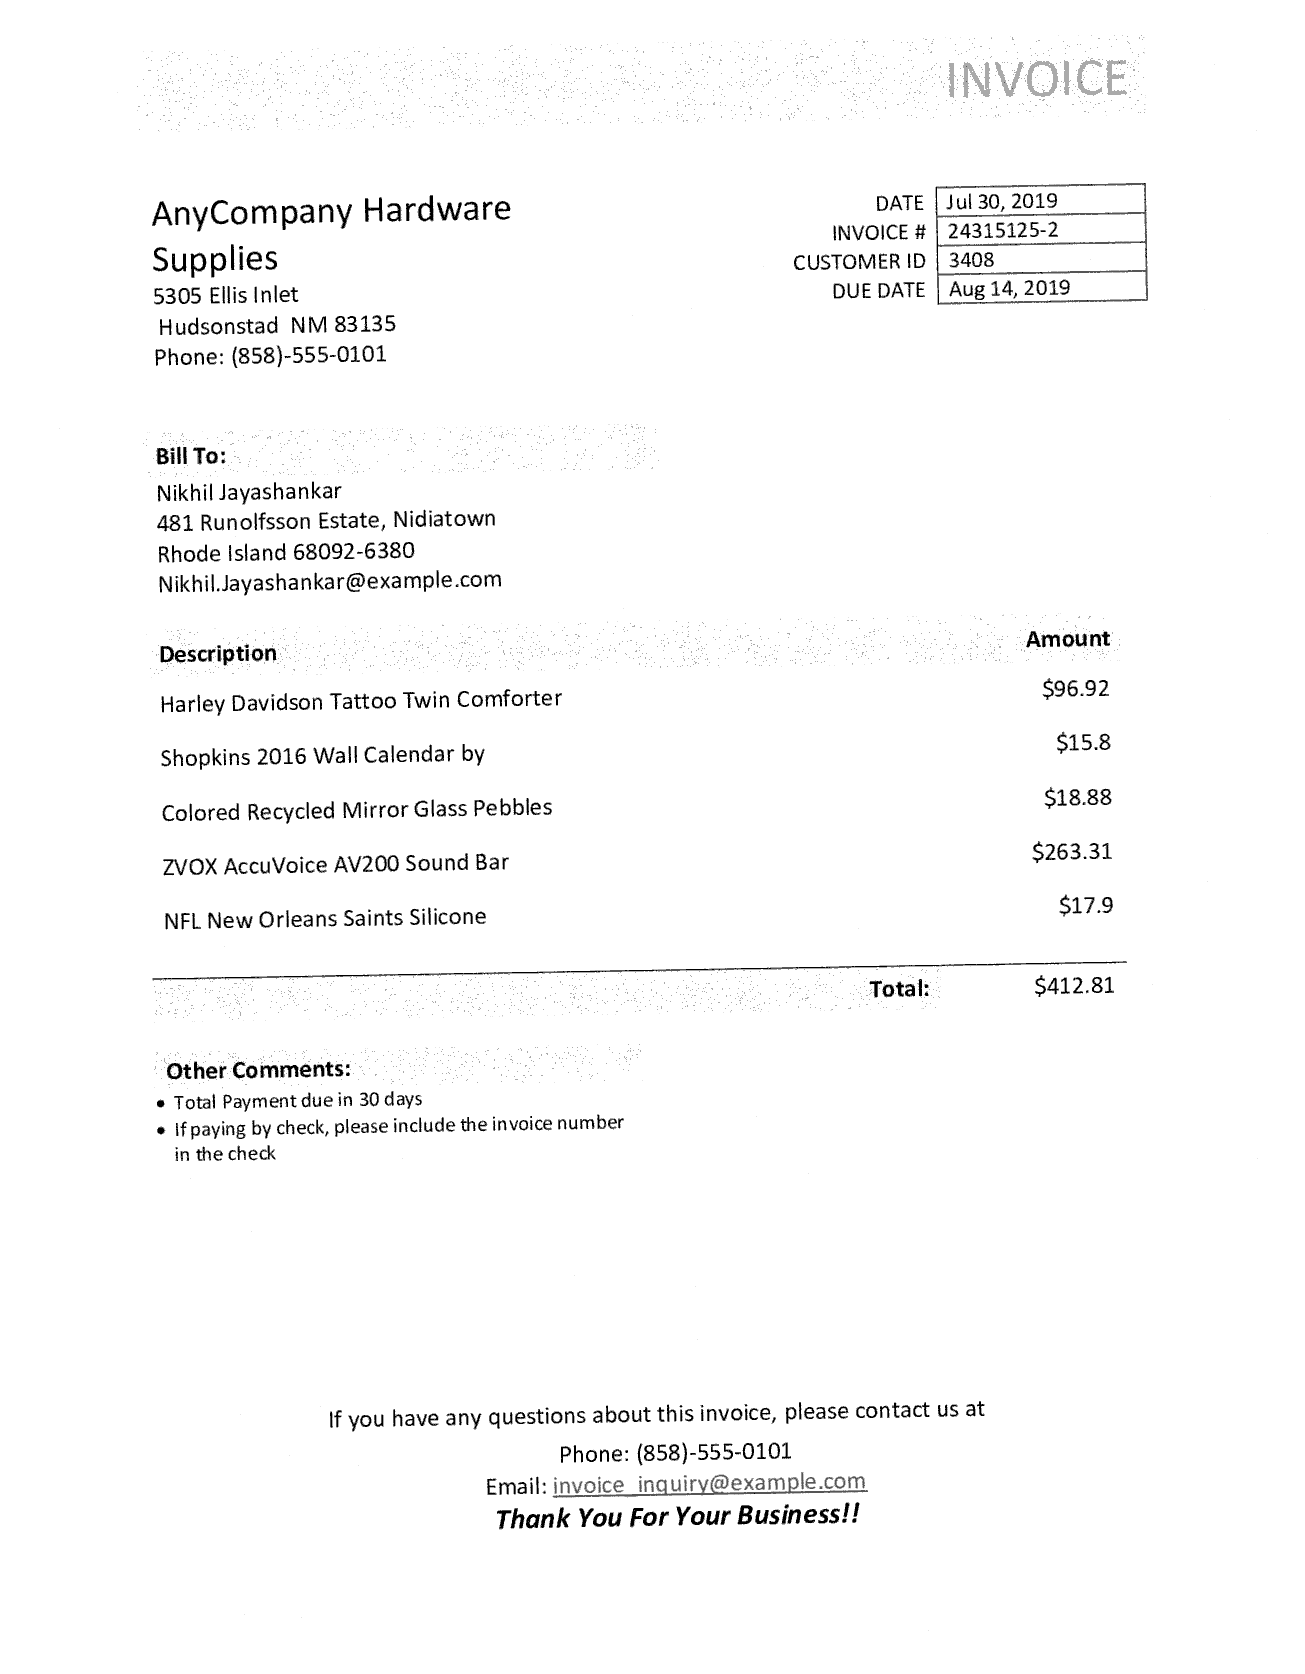 INVOICE
AnyCompany Hardware
Supplies
5305 Ellis Inlet
Hudsonstad NM 83135
Phone: (858)-555-0101
DATE Jul 30, 2019
INVOICE # 24315125-2
CUSTOMER ID 3408
DUE DATE Aug 14, 2019
Bill To:
Nikhil Jayashankar
481 Runolfsson Estate, Nidiatown
Rhode Island 68092-6380
Nikhil.Jayashankar@example.com
Description Amount
Harley Davidson Tattoo Twin Comforter $96.92
Shopkins 2016 Wall Calendar by $15.8
Colored Recycled Mirror Glass Pebbles $18.88
ZVOX AccuVoice AV200 Sound Bar $263.31
NFL New Orleans Saints Silicone $17.9
Total: $412.81
Other Comments:
• Total Payment due in 30 days
• If paying by check, please include the invoice number
in the check
If you have any questions about this invoice, please contact us at
Phone: (858)-555-0101
Email: invoice_inquiry@example.com
Thank You For Your Business!!